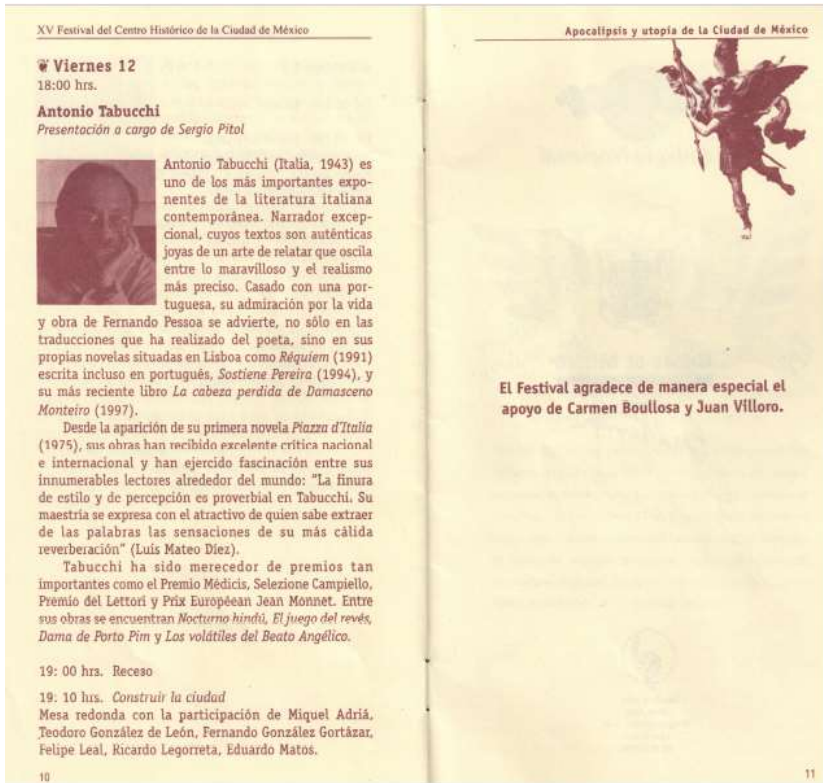 XV Festival del Centro Histórico de la Ciudad de México
Viernes 12
18:00 hrs.
Antonio Tabucchi
Presentación a cargo de Sergio Pitol
Antonio Tabucchi (Italia, 1943) es
uno de los más importantes expo-
nentes de la literatura italiana
contemporánea. Narrador excep-
cional, cuyos textos son auténticas
joyas de un arte de relatar que oscila
entre lo maravilloso y el realismo
más preciso. Casado con una por-
tuguesa, su admiración por la vida
y obra de Fernando Pessoa se advierte, no sólo en las
traducciones que ha realizado del poeta, sino en sus
propias novelas situadas en Lisboa como Réquiem (1991)
escrita incluso en portugués, Sostiene Pereira (1994), y
su más reciente libro La cabeza perdida de Damasceno
Monteiro (1997).
Desde la aparición de su primera novela Piazza d'Italia
(1975), sus obras han recibido excelente crítica nacional
e internacional y han ejercido fascinación entre sus
innumerables lectores alrededor del mundo: "La finura
de estilo y de percepción es proverbial en Tabucchi. Su
maestría se expresa con el atractivo de quien sabe extraer
de las palabras las sensaciones de su más cálida
reverberación" (Luis Mateo Díez).
Tabucchi ha sido merecedor de premios tan
importantes como el Premio Médicis, Selezione Campiello,
Premio del Lettori y Prix Européean Jean Monnet. Entre
sus obras se encuentran Nocturno hindú, El juego del revés,
Dama de Porto Pim y Los volátiles del Beato Angélico.
19: 00 hrs. Receso
19: 10 hrs. Construir la ciudad
Mesa redonda con la participación de Miquel Adriá,
Teodoro González de León, Fernando González Gortázar,
Felipe Leal, Ricardo Legorreta, Eduardo Matos.
10
Apocalipsis y utopía de la Ciudad de México
El Festival agradece de manera especial el
apoyo de Carmen Boullosa y Juan Villoro.
11